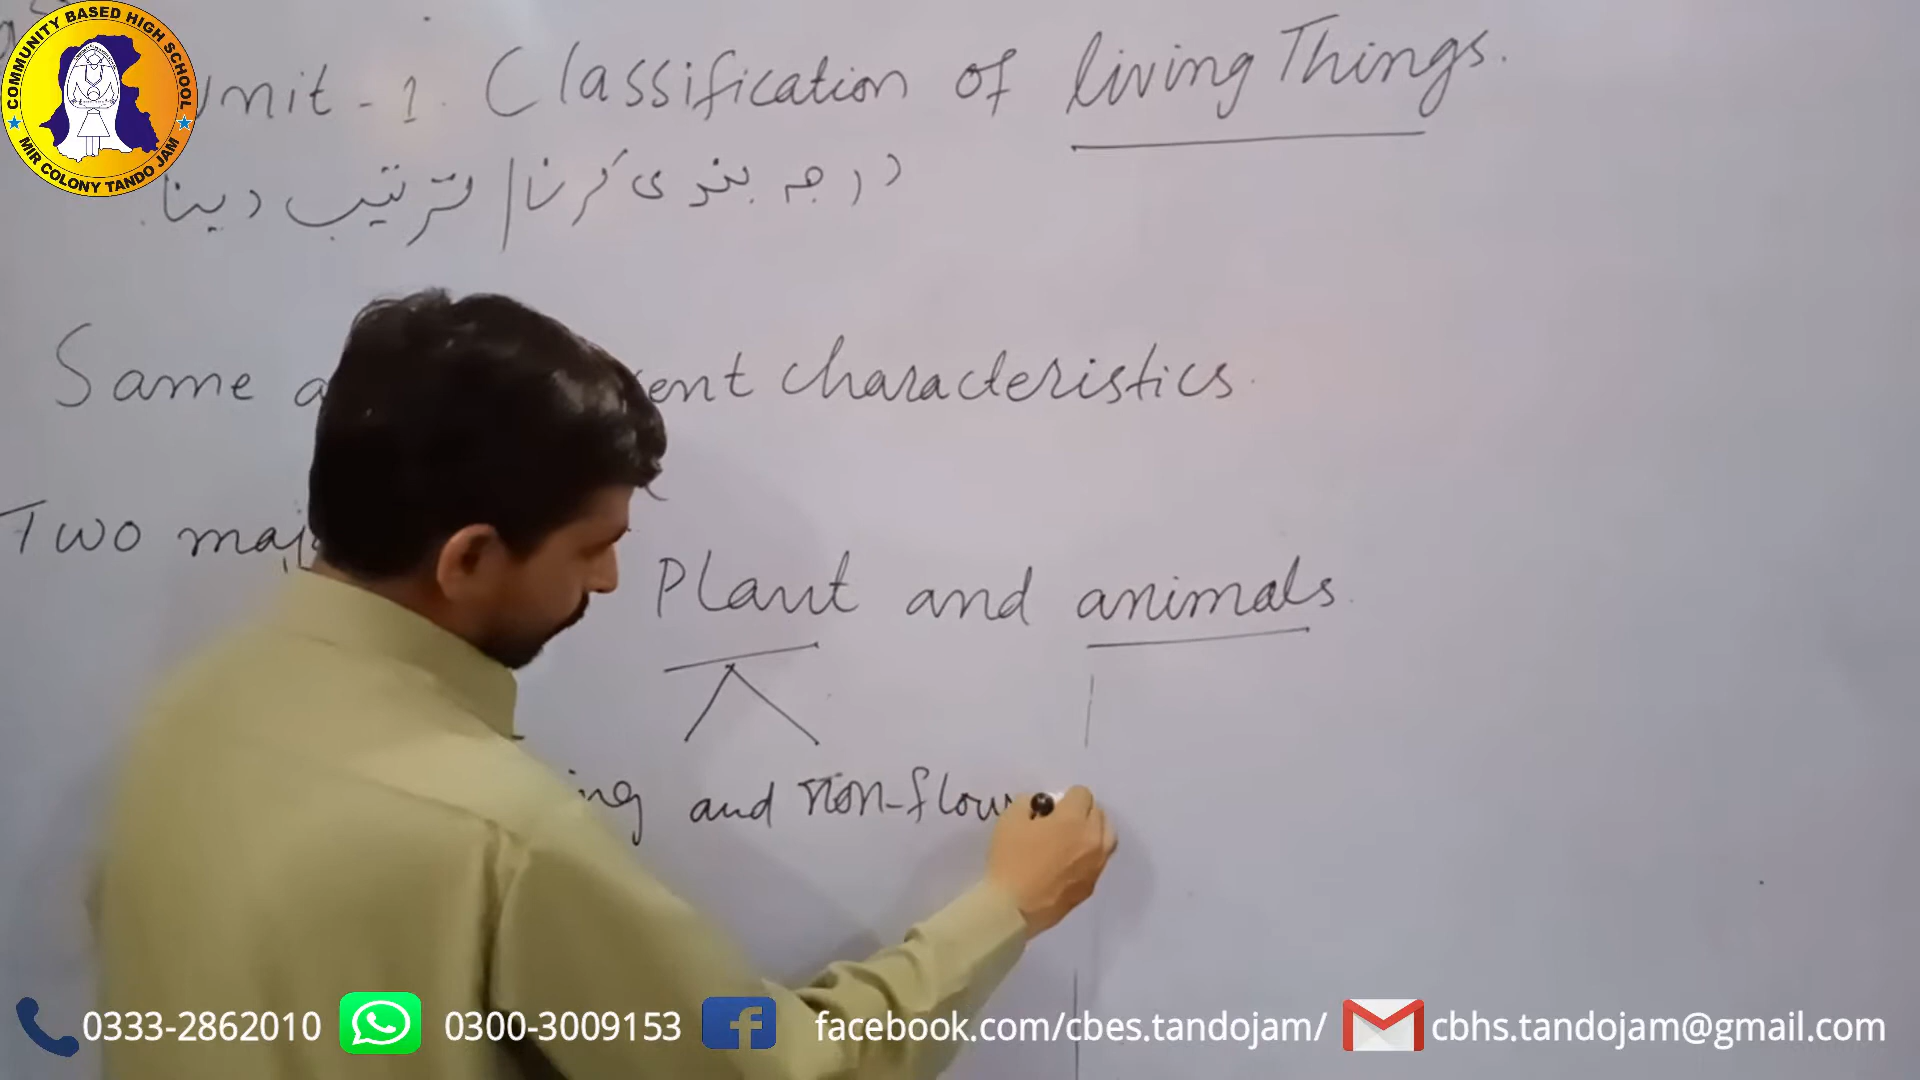 COMMUNITY BASED HIGH SCHOOL
MIR COLONY TANDO JAM
Unit - 1. Classification of living Things.
درجہ بندی کرنا / ترتیب دینا.
Same characteristics.
Two
Plant and animals.
and non-flow
0333-2862010 0300-3009153 facebook.com/cbes.tandojam/ cbhs.tandojam@gmail.com